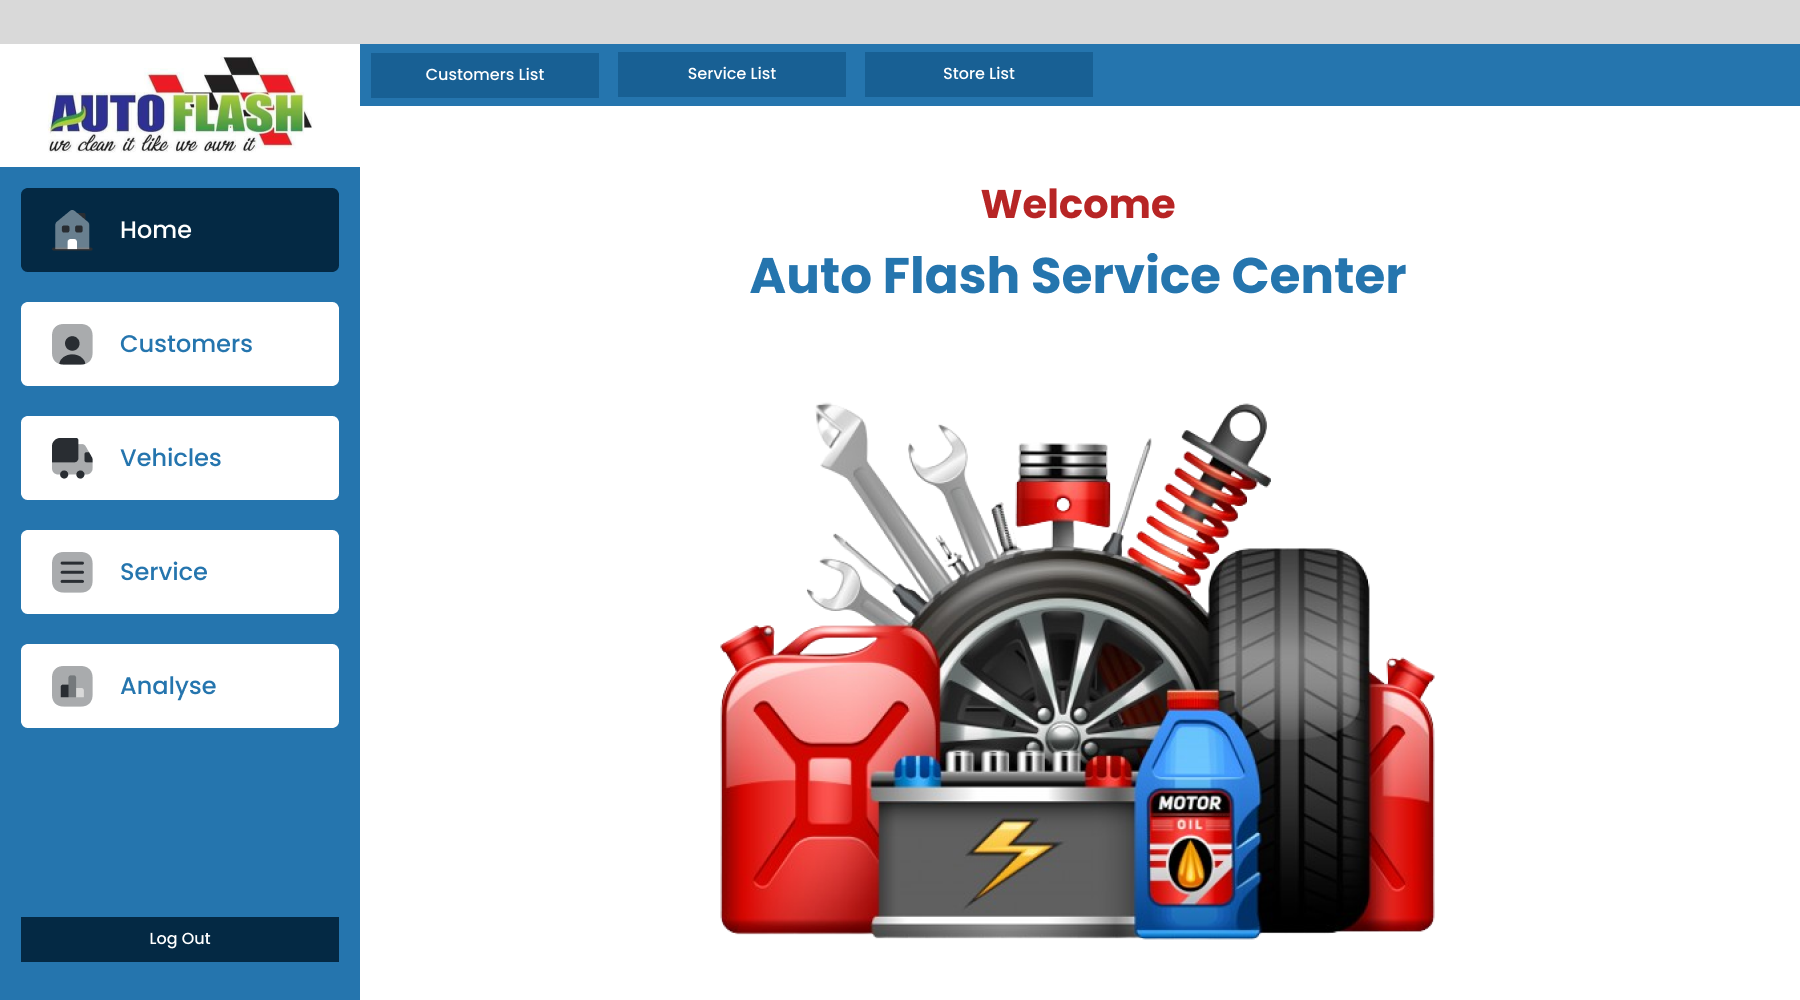 AUTO FLASH
we clean it like we own it
Customers List
Service List
Store List
Home
Customers
Vehicles
Service
Analyse
Log Out
Welcome
Auto Flash Service Center
MOTOR
OIL